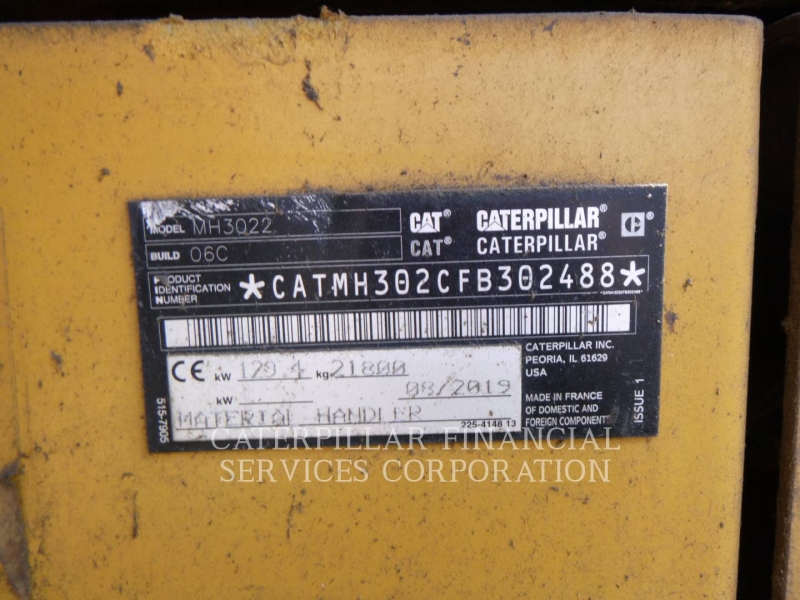 MODEL MH3022
CAT® CATERPILLAR® C®
BUILD 06C
CAT® CATERPILLAR®
PRODUCT IDENTIFICATION NUMBER *CATMH302CFB302488*
CE kW 129.4 kg 21800
kW 08/2019
MATERIAL HANDLER
225-4148 13
515-7905
CATERPILLAR INC.
PEORIA, IL 61629
USA
MADE IN FRANCE
OF DOMESTIC AND
FOREIGN COMPONENTS
ISSUE 1
CATERPILLAR FINANCIAL
SERVICES CORPORATION